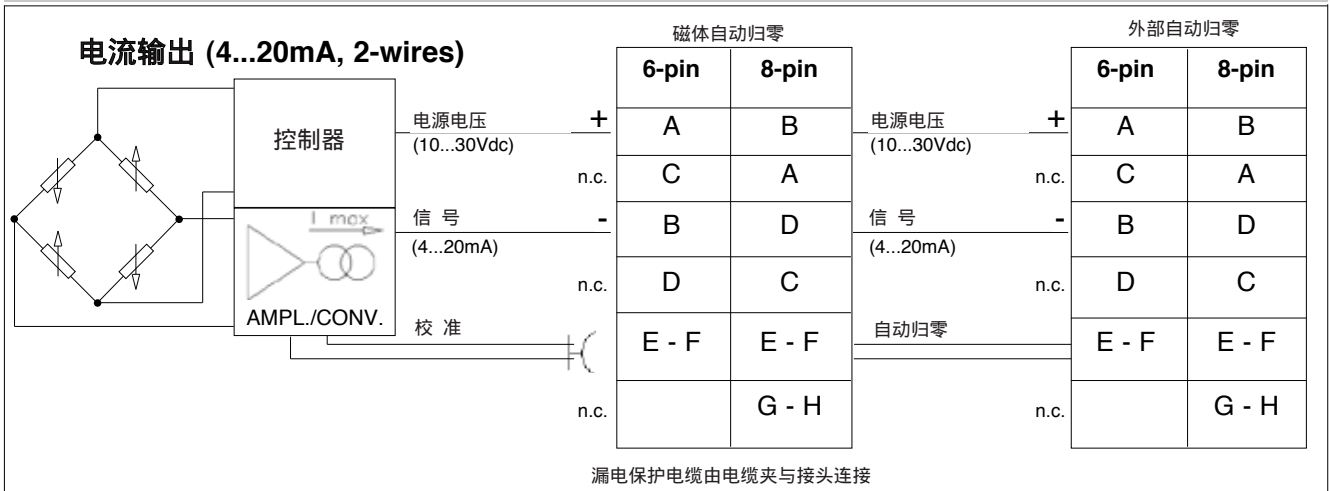 电流输出 (4...20mA, 2-wires)
磁体自动归零
外部自动归零
6-pin 8-pin
6-pin 8-pin
控制器
电源电压 +
(10...30Vdc)
A B
电源电压 +
(10...30Vdc)
A B
n.c. C A
n.c. C A
I max
信 号 -
(4...20mA)
B D
信 号 -
(4...20mA)
B D
n.c. D C
n.c. D C
AMPL./CONV.
校 准
E - F E - F
自动归零
E - F E - F
n.c. G - H
n.c. G - H
漏电保护电缆由电缆夹与接头连接